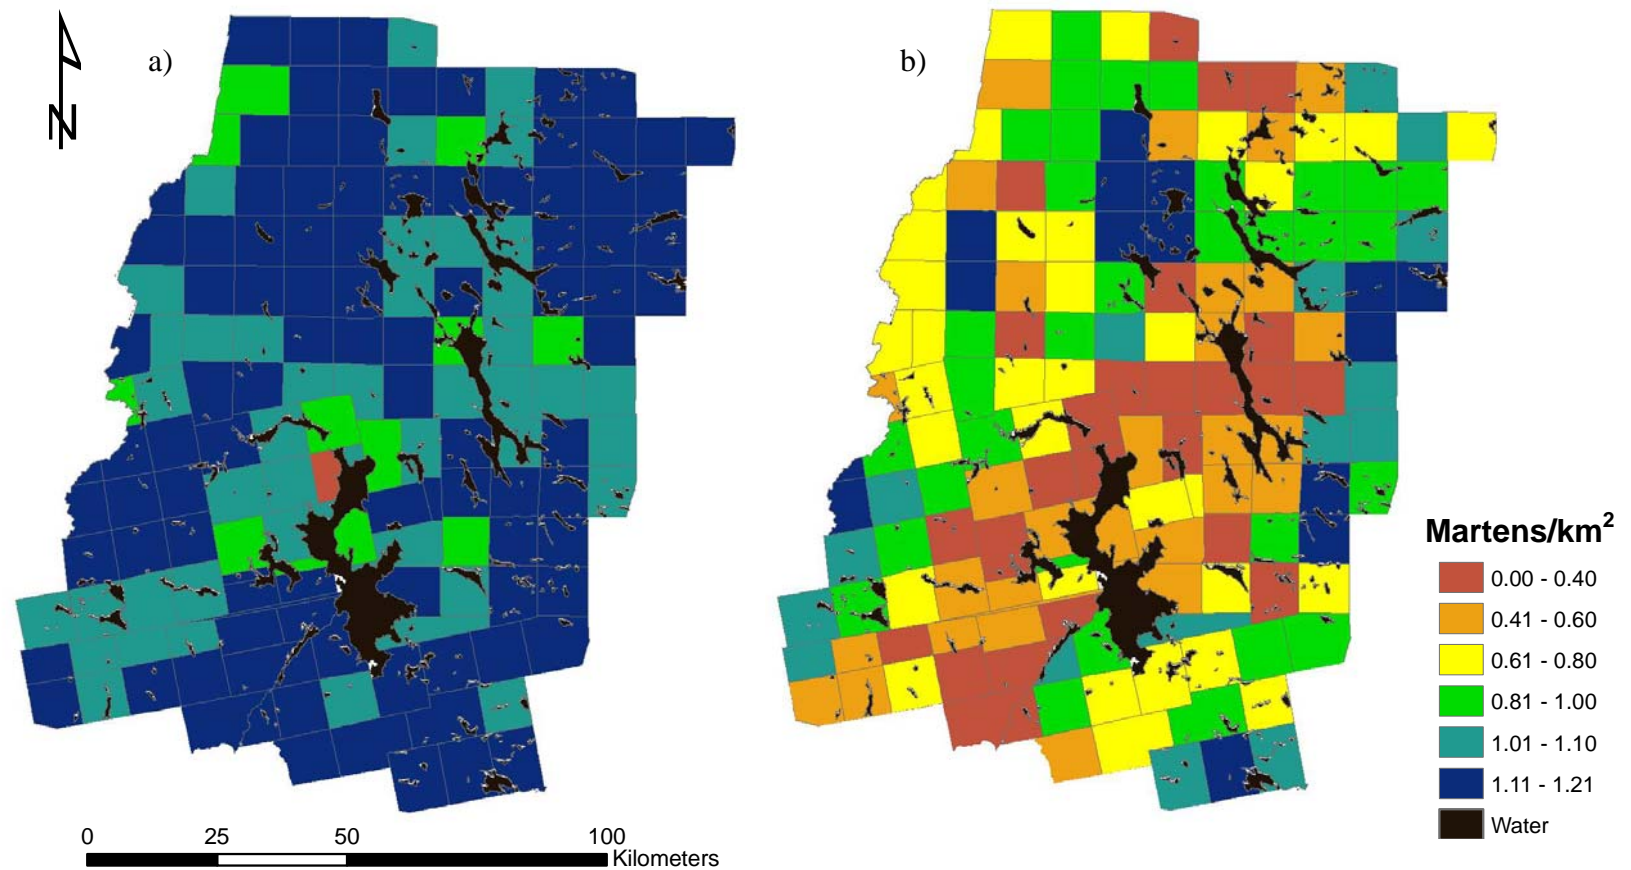 N
a)
b)
Martens/km²
0.00 - 0.40
0.41 - 0.60
0.61 - 0.80
0.81 - 1.00
1.01 - 1.10
1.11 - 1.21
Water
0 25 50 100
Kilometers